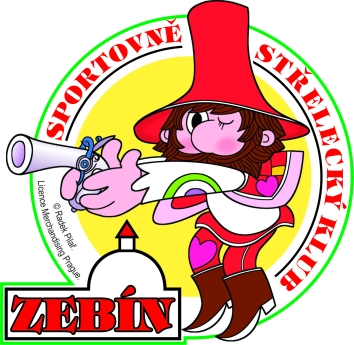 SPORTOVNĚ
STŘELECKÝ KLUB
© Radek Pilař.
Licence Merchandising Prague.
ZEBÍN